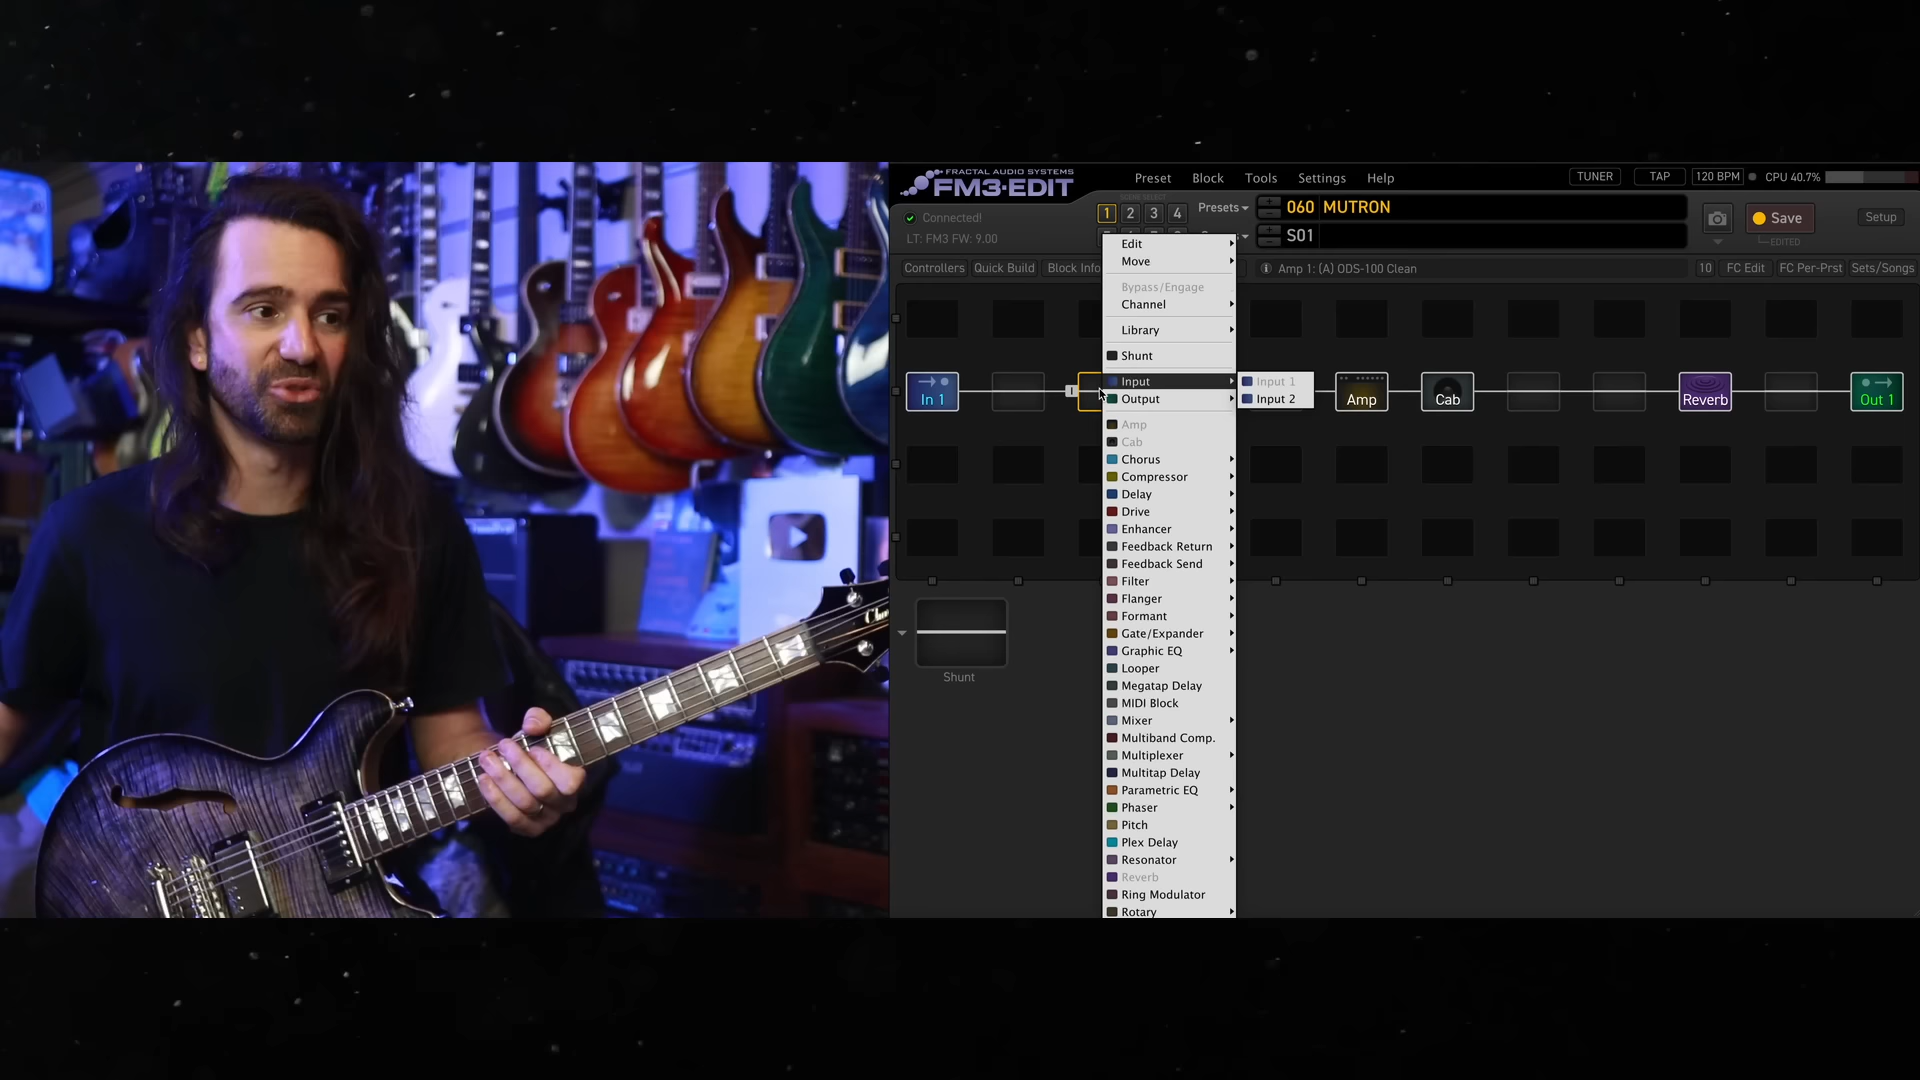 FRACTAL AUDIO SYSTEMS
FM3-EDIT
Preset
Block
Tools
Settings
Help
TUNER
TAP
120 BPM
CPU 40.7%
Connected!
LT: FM3 FW: 9.00
SCENE SELECT
1 2 3 4
Presets
060 MUTRON
S01
Save
EDITED
Setup
Controllers
Quick Build
Block Info
Amp 1: (A) ODS-100 Clean
10
FC Edit
FC Per-Prst
Sets/Songs
Edit
Move
Bypass/Engage
Channel
Library
Shunt
Input
Output
Input 1
Input 2
Amp
Cab
Chorus
Compressor
Delay
Drive
Enhancer
Feedback Return
Feedback Send
Filter
Flanger
Formant
Gate/Expander
Graphic EQ
Looper
Megatap Delay
MIDI Block
Mixer
Multiband Comp.
Multiplexer
Multitap Delay
Parametric EQ
Phaser
Pitch
Plex Delay
Resonator
Reverb
Ring Modulator
Rotary
In 1
Amp
Cab
Reverb
Out 1
Shunt